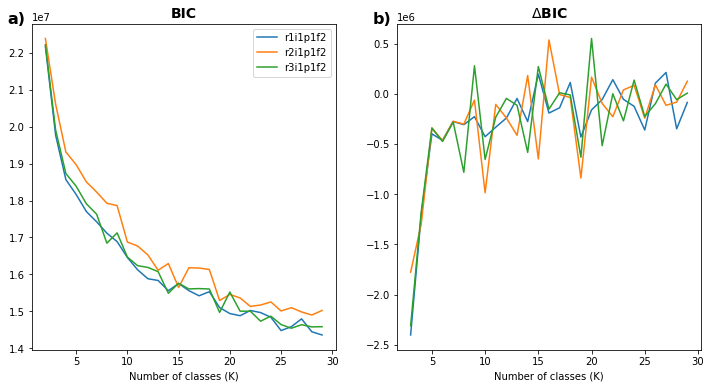 a)
BIC
1e7
r1i1p1f2
r2i1p1f2
r3i1p1f2
2.2
2.1
2.0
1.9
1.8
1.7
1.6
1.5
1.4
5 10 15 20 25 30
Number of classes (K)
b)
ΔBIC
1e6
0.5
0.0
−0.5
−1.0
−1.5
−2.0
−2.5
5 10 15 20 25 30
Number of classes (K)